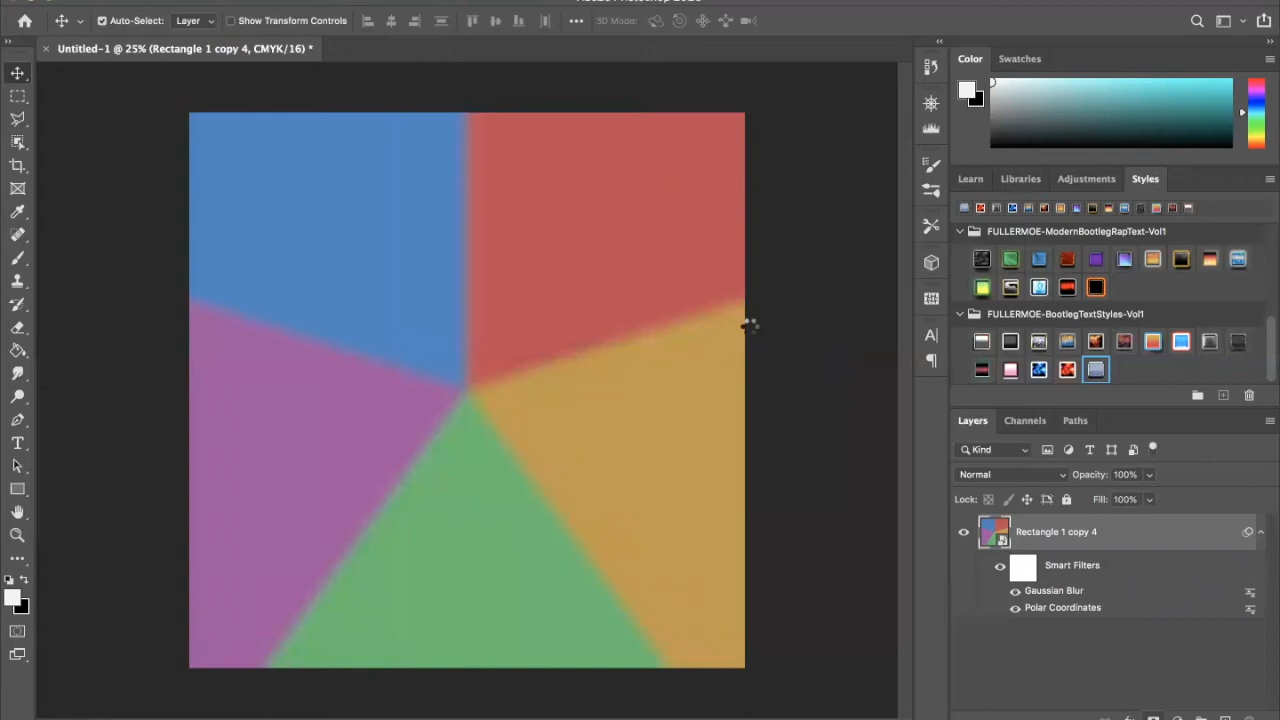 Auto-Select: Layer Show Transform Controls ••• 3D Mode:
× Untitled-1 @ 25% (Rectangle 1 copy 4, CMYK/16) *
Color Swatches
Learn Libraries Adjustments Styles
FULLERMOE-ModernBootlegRapText-Vol1
FULLERMOE-BootlegTextStyles-Vol1
Layers Channels Paths
Kind
Normal Opacity: 100%
Lock: Fill: 100%
Rectangle 1 copy 4
Smart Filters
Gaussian Blur
Polar Coordinates